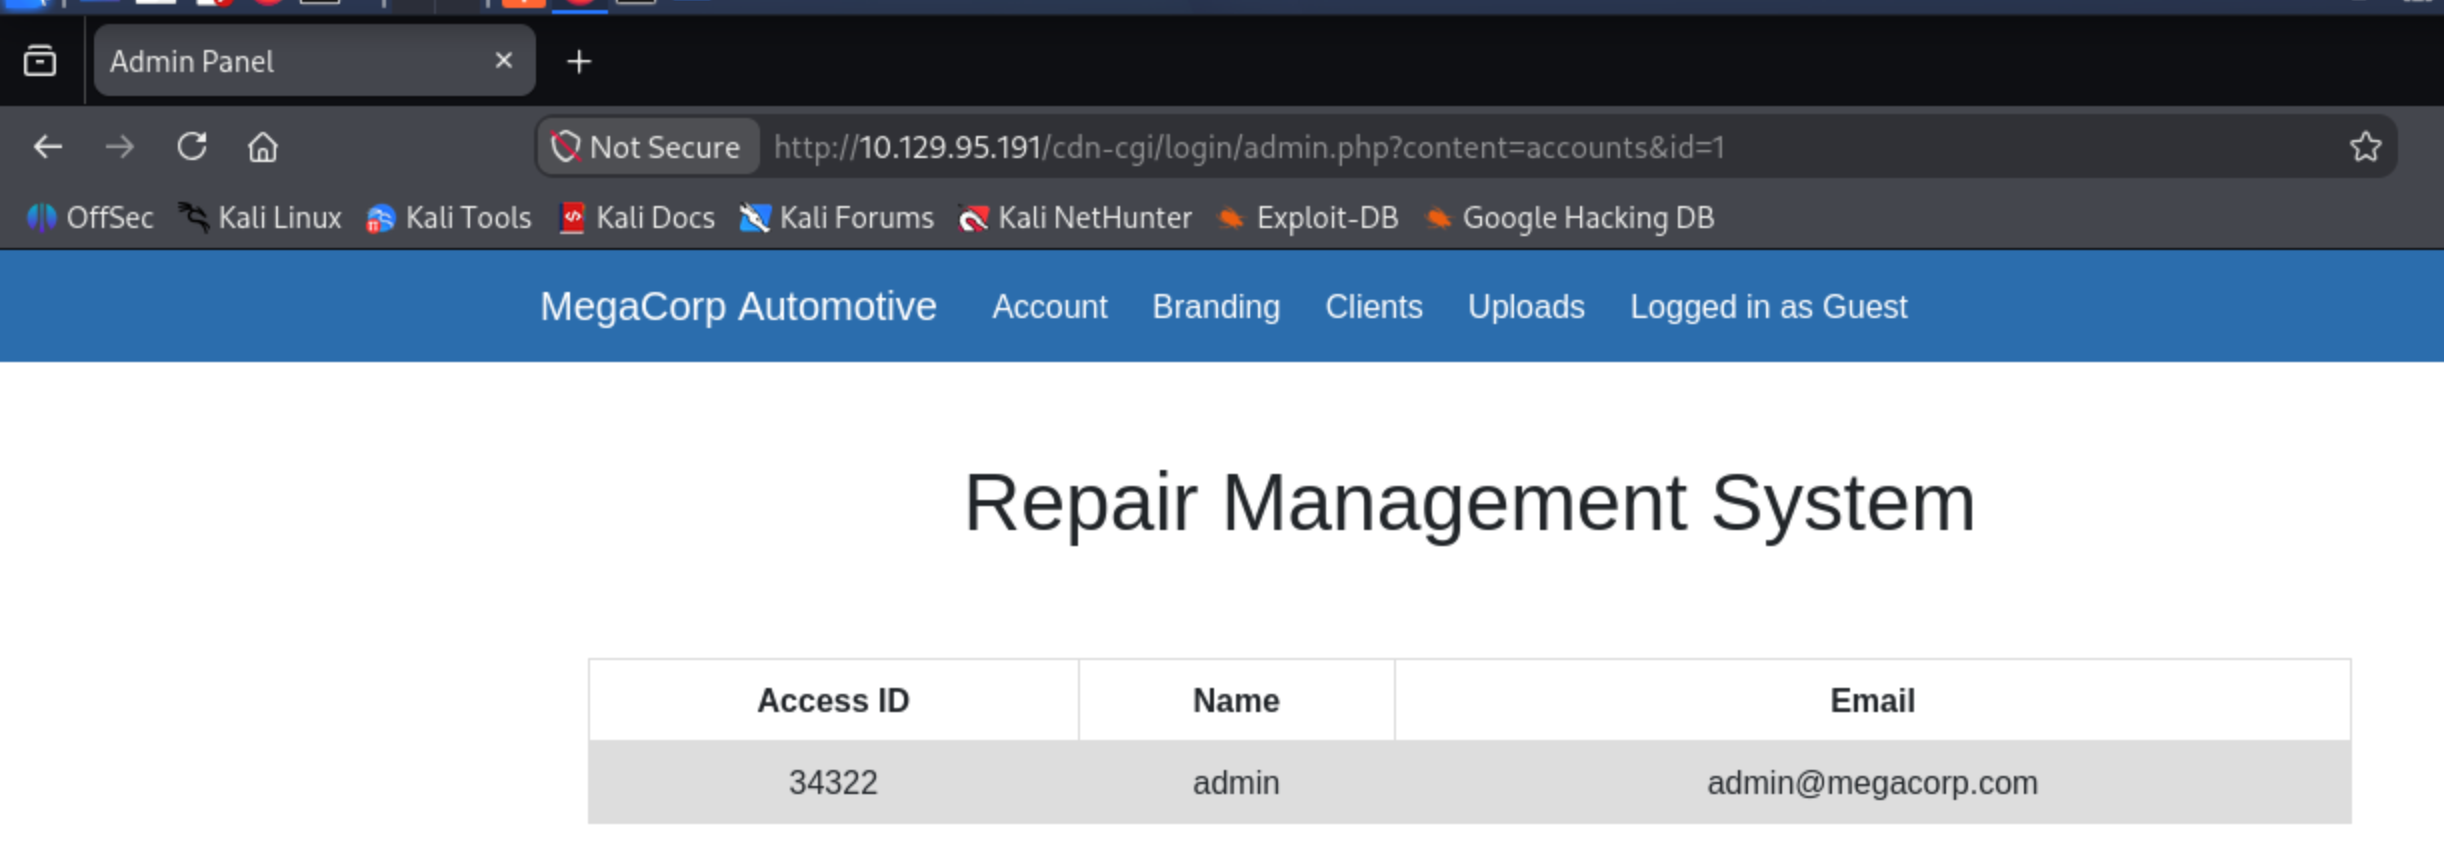 Admin Panel
Not Secure http://10.129.95.191/cdn-cgi/login/admin.php?content=accounts&id=1
OffSec Kali Linux Kali Tools Kali Docs Kali Forums Kali NetHunter Exploit-DB Google Hacking DB
MegaCorp Automotive Account Branding Clients Uploads Logged in as Guest
Repair Management System
Access ID Name Email
34322 admin admin@megacorp.com